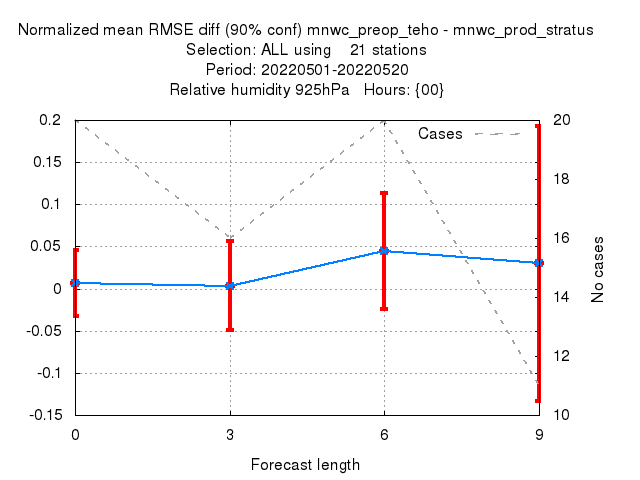 Normalized mean RMSE diff (90% conf) mnwc_preop_teho - mnwc_prod_stratus
Selection: ALL using    21 stations
Period: 20220501-20220520
Relative humidity 925hPa   Hours: {00}
Cases
0.2
0.15
0.1
0.05
0
-0.05
-0.1
-0.15
20
18
16
14
12
10
No cases
0 3 6 9
Forecast length